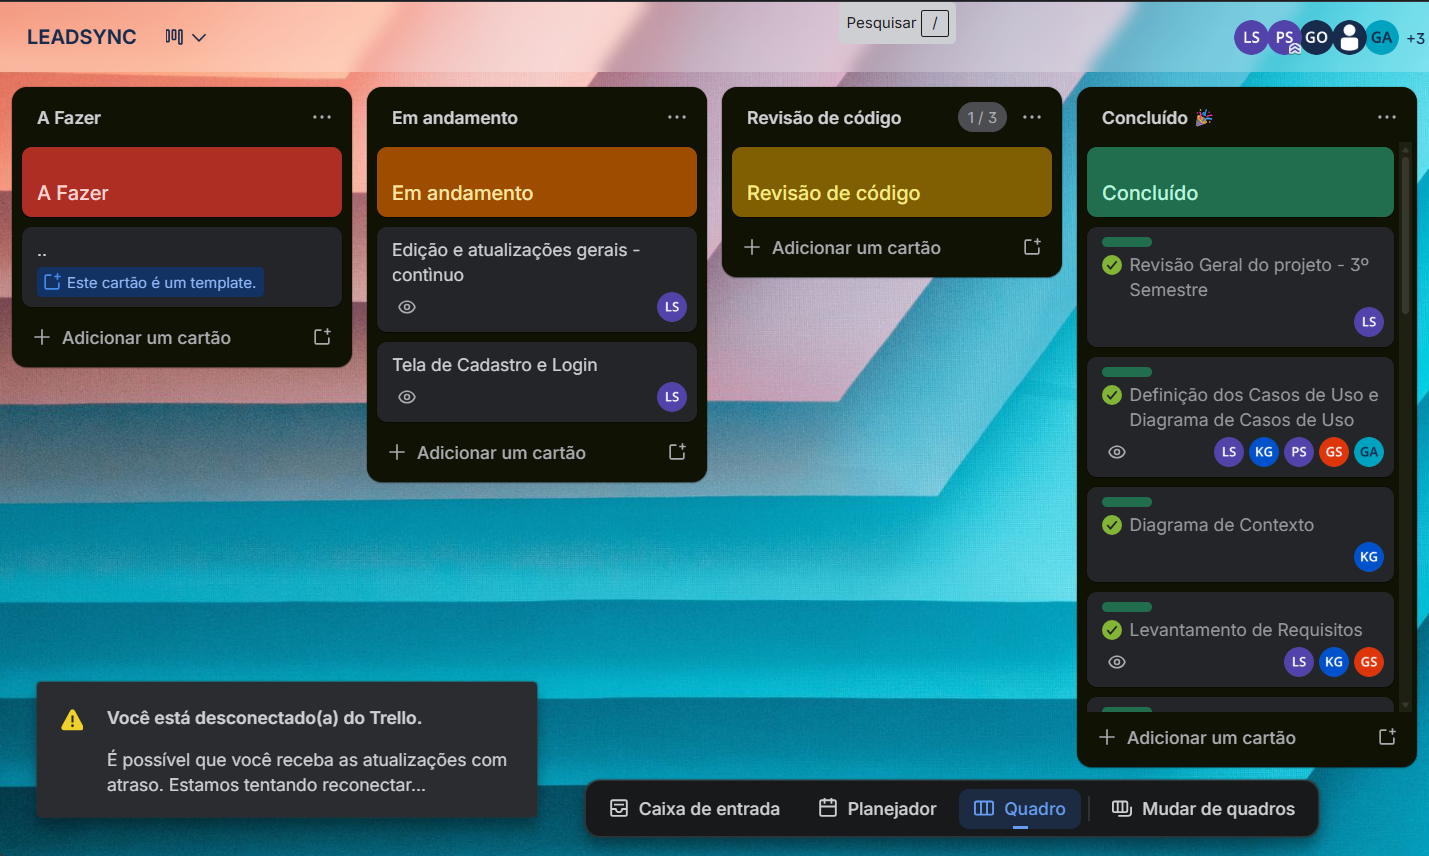 LEADSYNC
Pesquisar /
LS PS GO GA +3
A Fazer
A Fazer
..
Este cartão é um template.
Adicionar um cartão
Em andamento
Em andamento
Edição e atualizações gerais -
contìnuo
LS
Tela de Cadastro e Login
LS
Adicionar um cartão
Revisão de código 1 / 3
Revisão de código
Adicionar um cartão
Concluído 🎉
Concluído
Revisão Geral do projeto - 3º
Semestre
LS
Definição dos Casos de Uso e
Diagrama de Casos de Uso
LS KG PS GS GA
Diagrama de Contexto
KG
Levantamento de Requisitos
LS KG GS
Adicionar um cartão
Você está desconectado(a) do Trello.
É possível que você receba as atualizações com
atraso. Estamos tentando reconectar...
Caixa de entrada Planejador Quadro Mudar de quadros